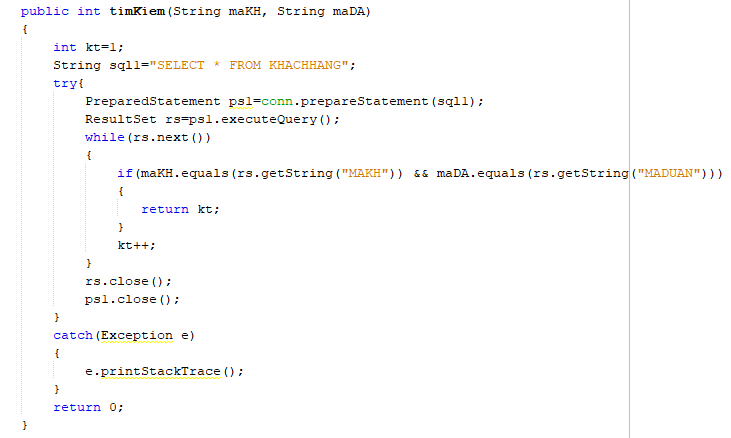 public int timKiem(String maKH, String maDA)
{
int kt=1;
String sql1="SELECT * FROM KHACHHANG";
try{
PreparedStatement ps1=conn.prepareStatement(sql1);
ResultSet rs=ps1.executeQuery();
while(rs.next())
{
if(maKH.equals(rs.getString("MAKH")) && maDA.equals(rs.getString("MADUAN")))
{
return kt;
}
kt++;
}
rs.close();
ps1.close();
}
catch(Exception e)
{
e.printStackTrace();
}
return 0;
}